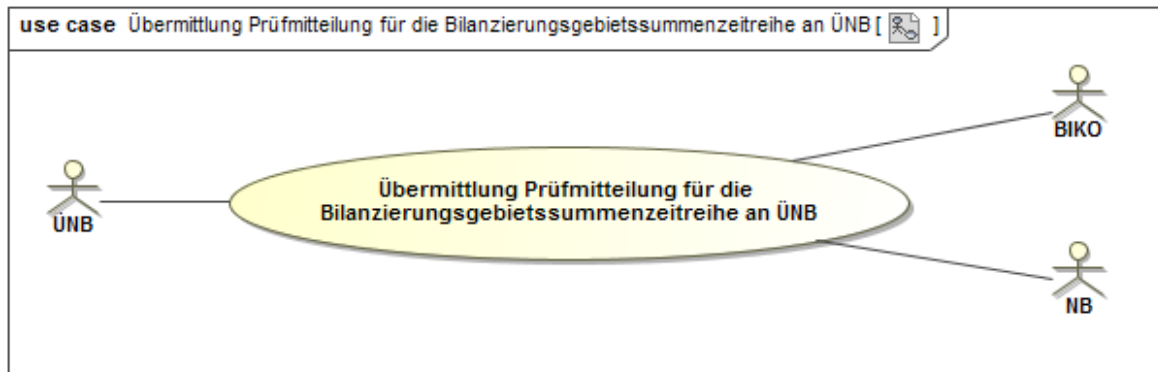 use case Übermittlung Prüfmitteilung für die Bilanzierungsgebietssummenzeitreihe an ÜNB [ ]
BIKO
Übermittlung Prüfmitteilung für die
Bilanzierungsgebietssummenzeitreihe an ÜNB
ÜNB
NB